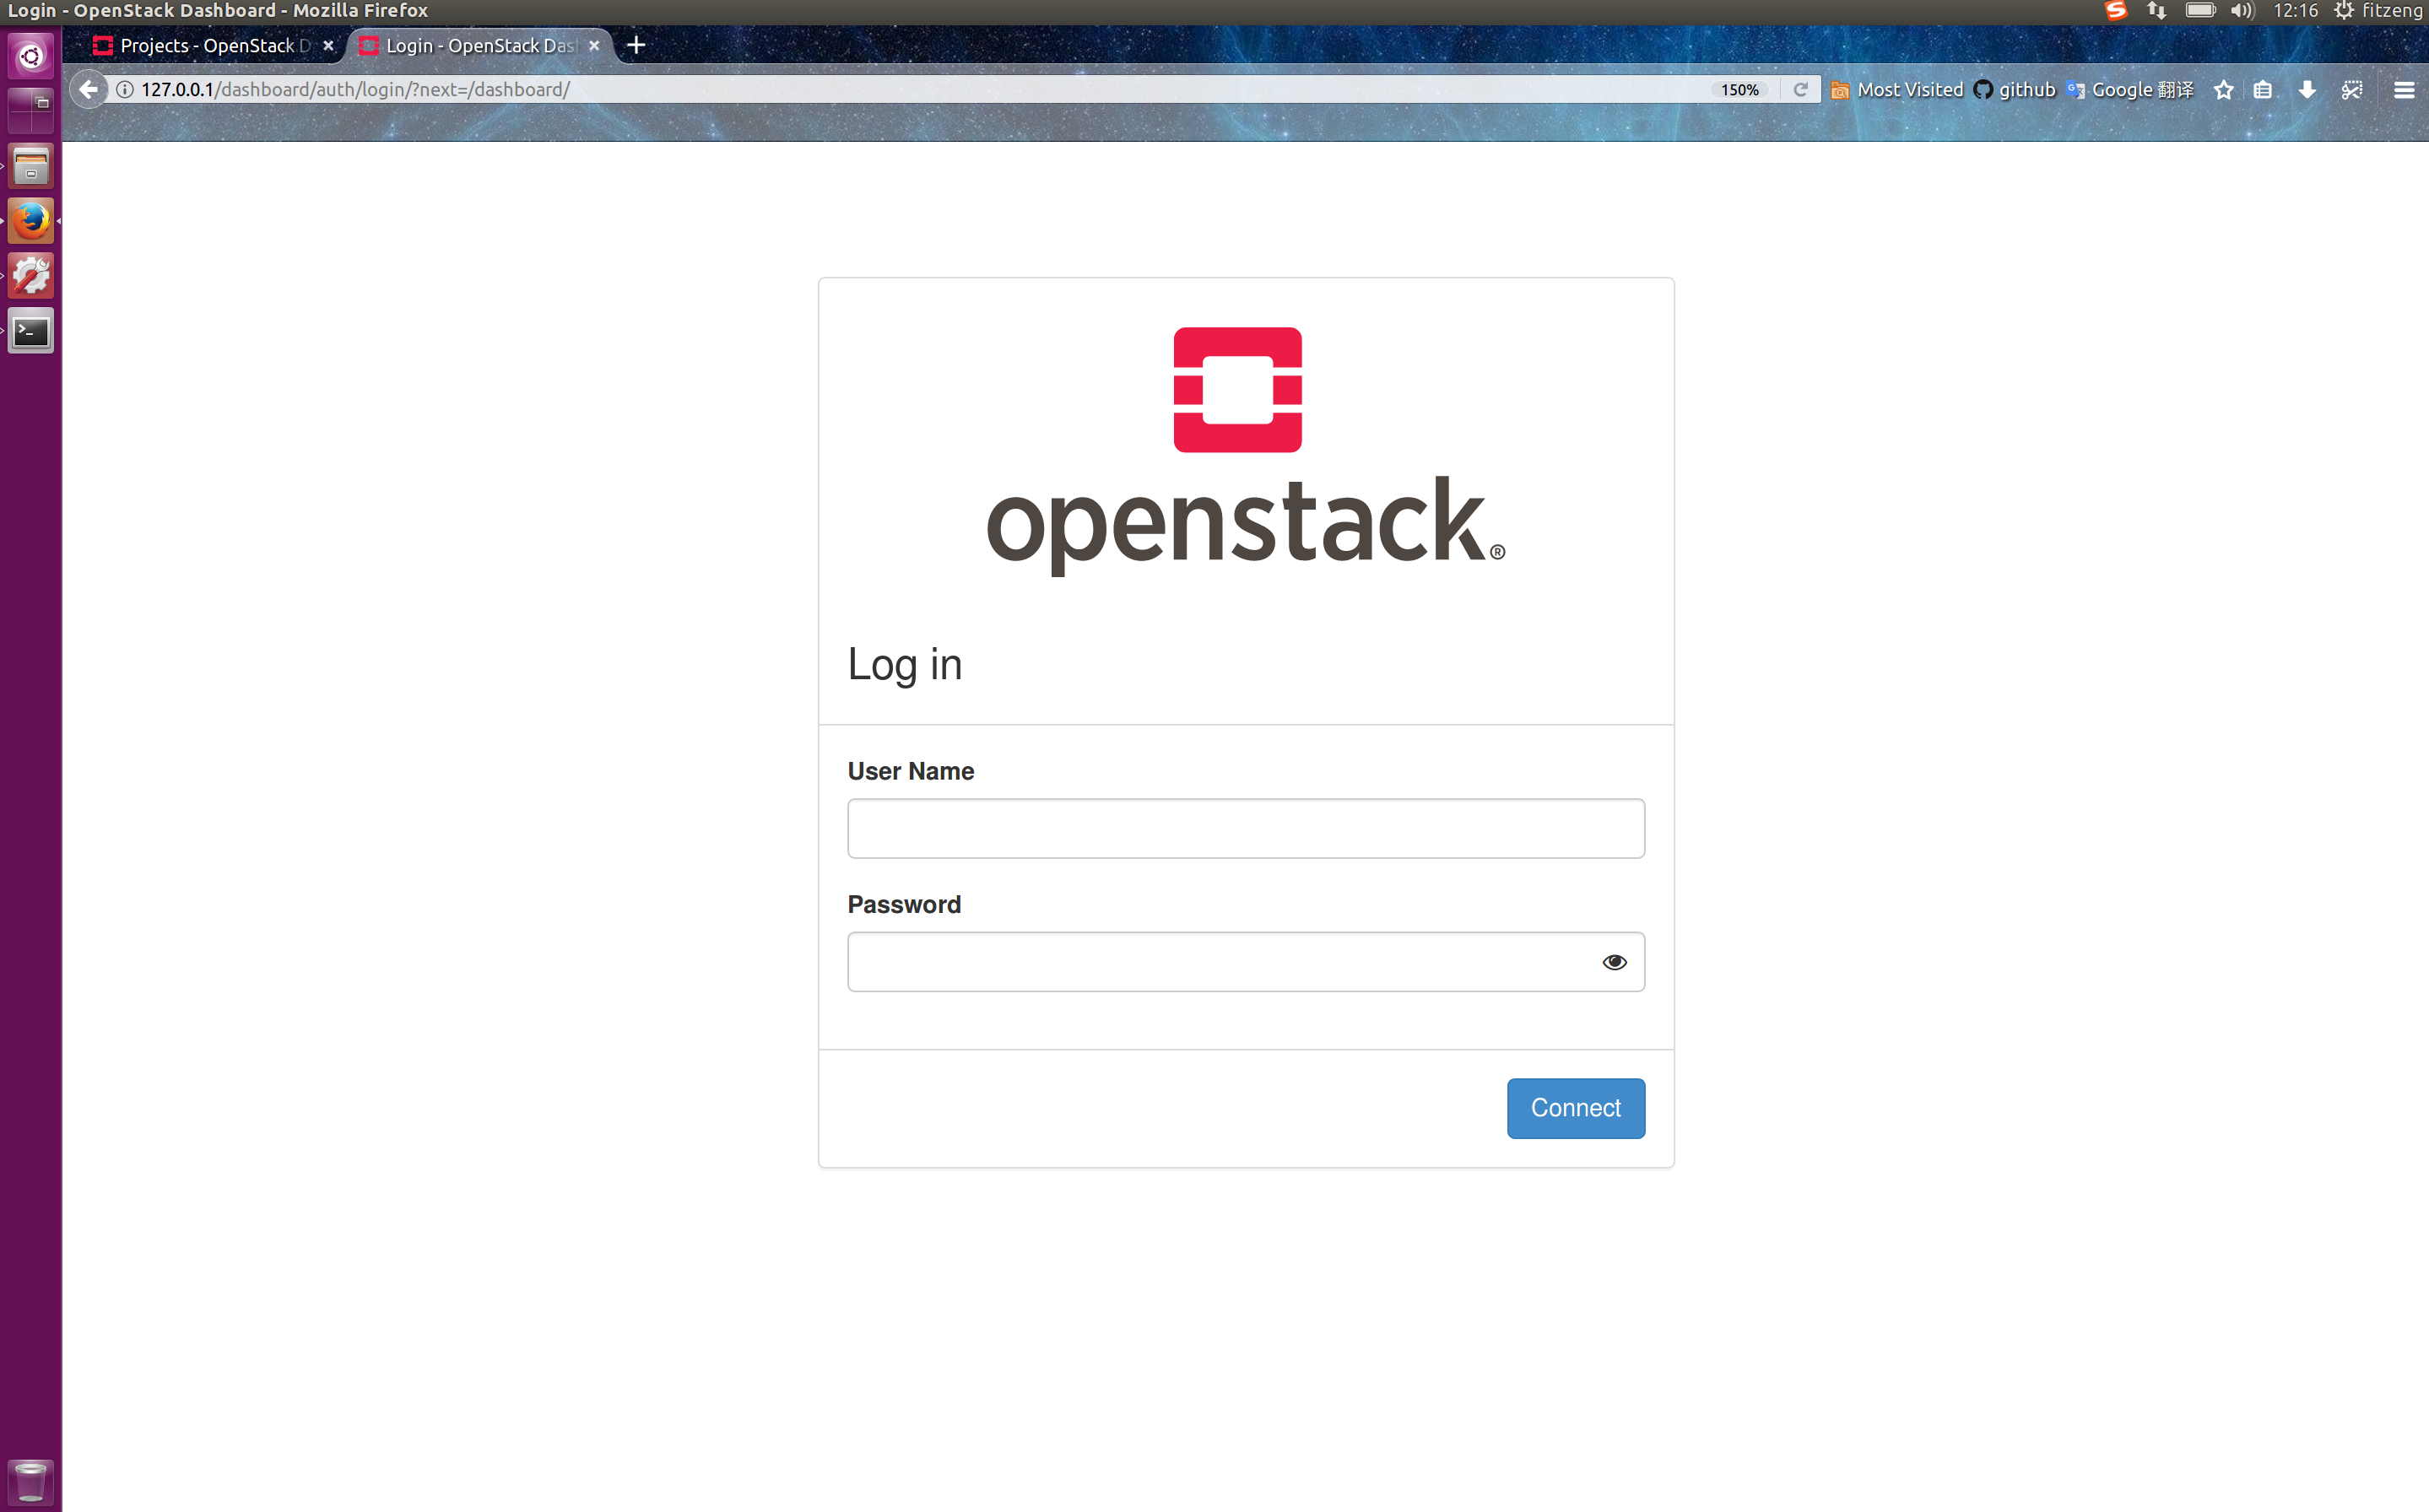 Login - OpenStack Dashboard - Mozilla Firefox
12:16 fitzeng
Projects - OpenStack D
Login - OpenStack Das
127.0.0.1/dashboard/auth/login/?next=/dashboard/
150%
Most Visited
github
Google 翻译
openstack®
Log in
User Name
Password
Connect